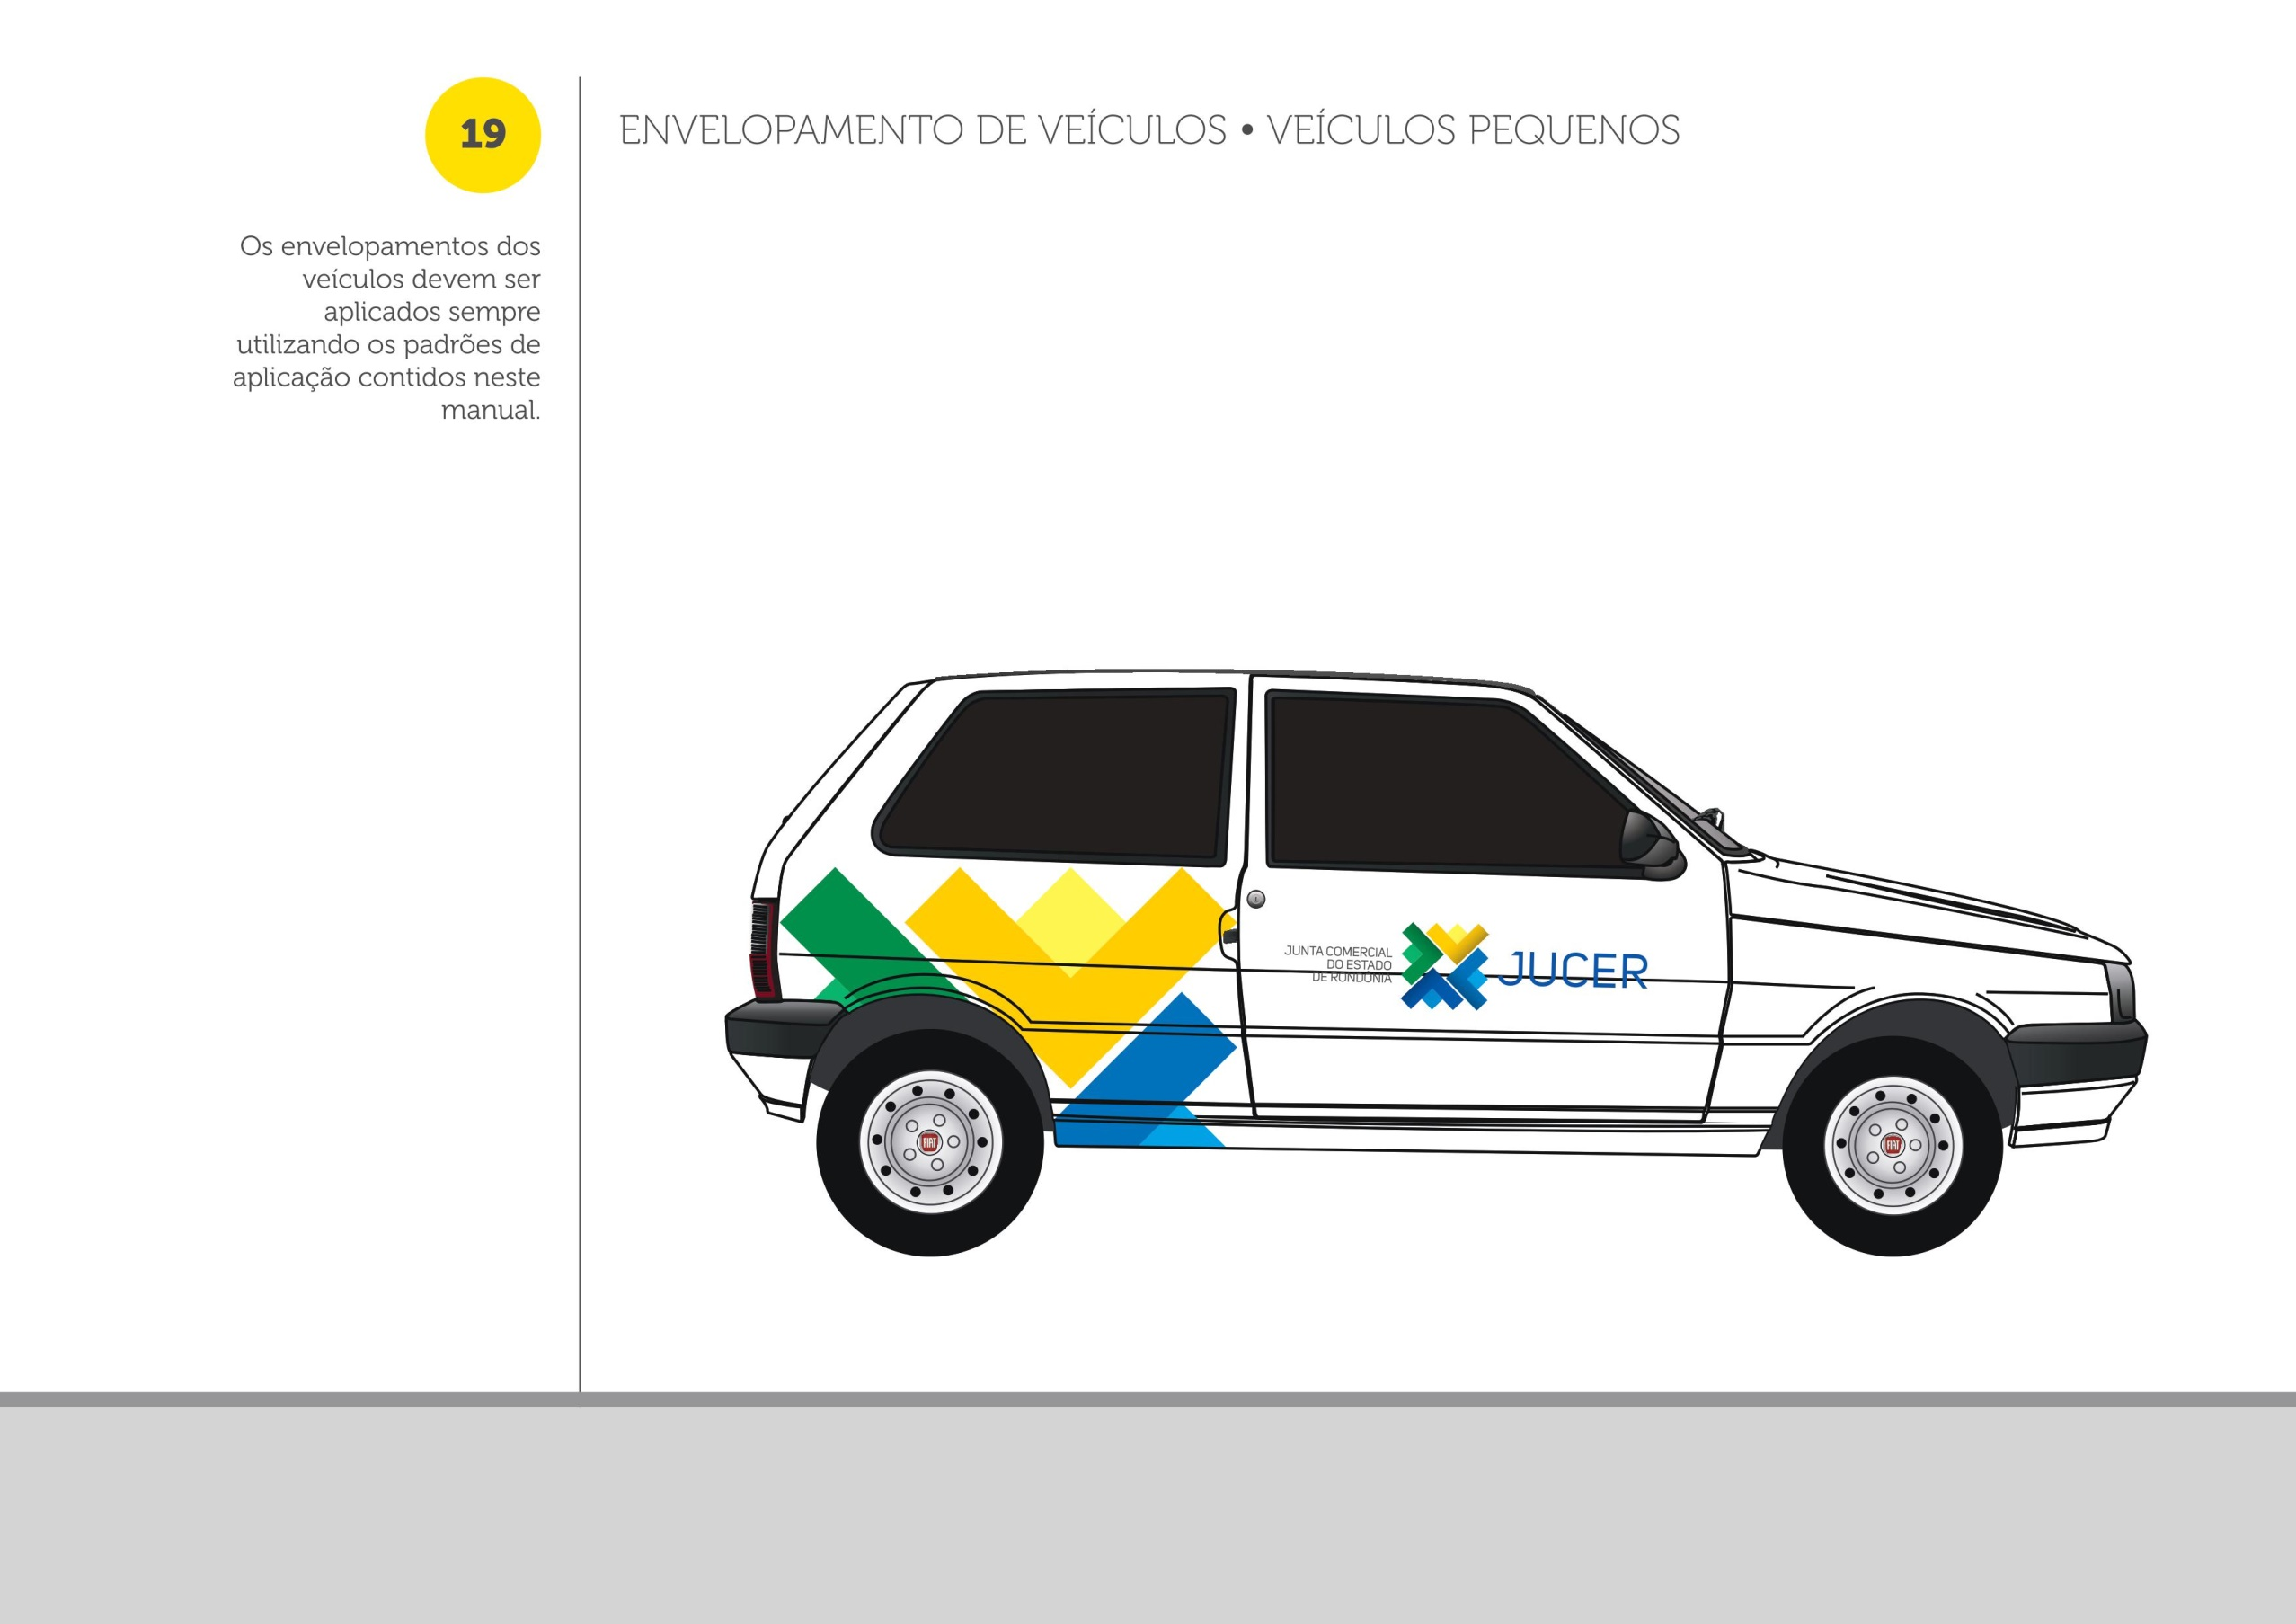 19
ENVELOPAMENTO DE VEÍCULOS • VEÍCULOS PEQUENOS
Os envelopamentos dos
veículos devem ser
aplicados sempre
utilizando os padrões de
aplicação contidos neste
manual.
JUNTA COMERCIAL
DO ESTADO
DE RONDÔNIA
JUCER
FIAT
FIAT